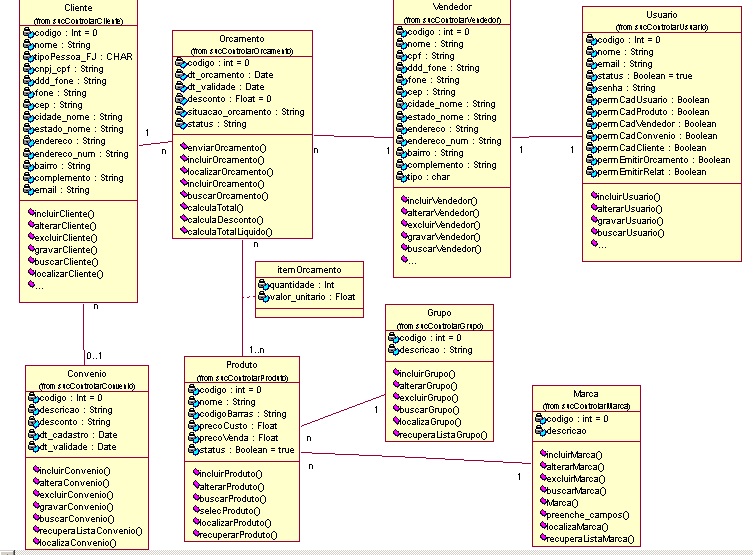 Cliente
(from svcControlarCliente)
codigo : Int = 0
nome : String
tipoPessoa_FJ : CHAR
cnpj_cpf : String
ddd_fone : String
fone : String
cep : String
cidade_nome : String
estado_nome : String
endereco : String
endereco_num : String
bairro : String
complemento : String
email : String
incluirCliente()
alterarCliente()
excluirCliente()
gravarCliente()
buscarCliente()
localizarCliente()
...
1
n
n
0..1
Orcamento
(from svcControlarOrcamento)
codigo : int = 0
dt_orcamento : Date
dt_validade : Date
desconto : Float = 0
situacao_orcamento : String
status : String
enviarOrcamento()
incluirOrcamento()
localizarOrcamento()
incluirOrcamento()
buscarOrcamento()
calculaTotal()
calculaDesconto()
calculaTotalLiquido()
n
n
1
1..n
Vendedor
(from svcControlarVendedor)
codigo : int = 0
nome : String
cpf : String
ddd_fone : String
fone : String
cep : String
cidade_nome : String
estado_nome : String
endereco : String
endereco_num : String
bairro : String
complemento : String
tipo : char
incluirVendedor()
alterarVendedor()
excluirVendedor()
gravarVendedor()
buscarVendedor()
...
1
1
Usuario
(from svcControlarUsuario)
codigo : Int = 0
nome : String
email : String
status : Boolean = true
senha : String
permCadUsuario : Boolean
permCadProduto : Boolean
permCadVendedor : Boolean
permCadConvenio : Boolean
permCadCliente : Boolean
permEmitirOrcamento : Boolean
permEmitirRelat : Boolean
incluirUsuario()
alterarUsuario()
gravarUsuario()
buscarUsuario()
...
itemOrcamento
quantidade : Int
valor_unitario : Float
Convenio
(from svcControlarConvenio)
codigo : Int = 0
descricao : String
desconto : String
dt_cadastro : Date
dt_validade : Date
incluirConvenio()
alteraConvenio()
excluirConvenio()
gravarConvenio()
buscarConvenio()
recuperaListaConvenio()
localizaConvenio()
Produto
(from svcControlarProduto)
codigo : int = 0
nome : String
codigoBarras : String
precoCusto : Float
precoVenda : Float
status : Boolean = true
incluirProduto()
alterarProduto()
buscarProduto()
selecProduto()
localizarProduto()
recuperarProduto()
n
1
n
1
Grupo
(from svcControlarGrupo)
codigo : int = 0
descricao : String
incluirGrupo()
alterarGrupo()
excluirGrupo()
buscarGrupo()
localizaGrupo()
recuperaListaGrupo()
Marca
(from svcControlarMarca)
codigo : int = 0
descricao
incluirMarca()
alterarMarca()
excluirMarca()
buscarMarca()
Marca()
preenche_campos()
localizaMarca()
recuperaListaMarca()